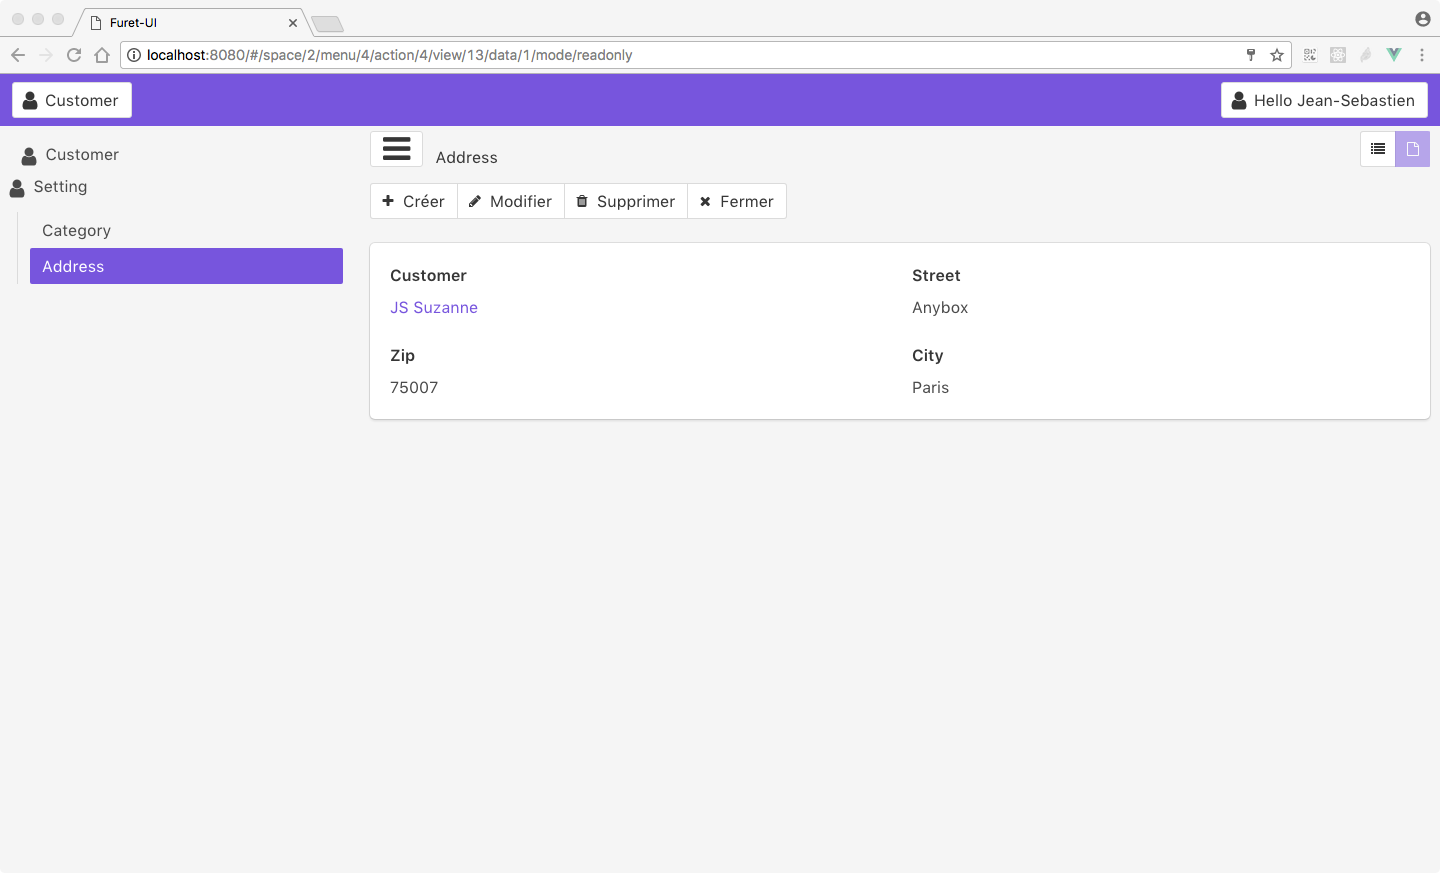 Furet-UI
localhost:8080/#/space/2/menu/4/action/4/view/13/data/1/mode/readonly
Customer
Hello Jean-Sebastien
Customer
Setting
Category
Address
Address
Créer Modifier Supprimer Fermer
Customer Street
JS Suzanne Anybox
Zip City
75007 Paris